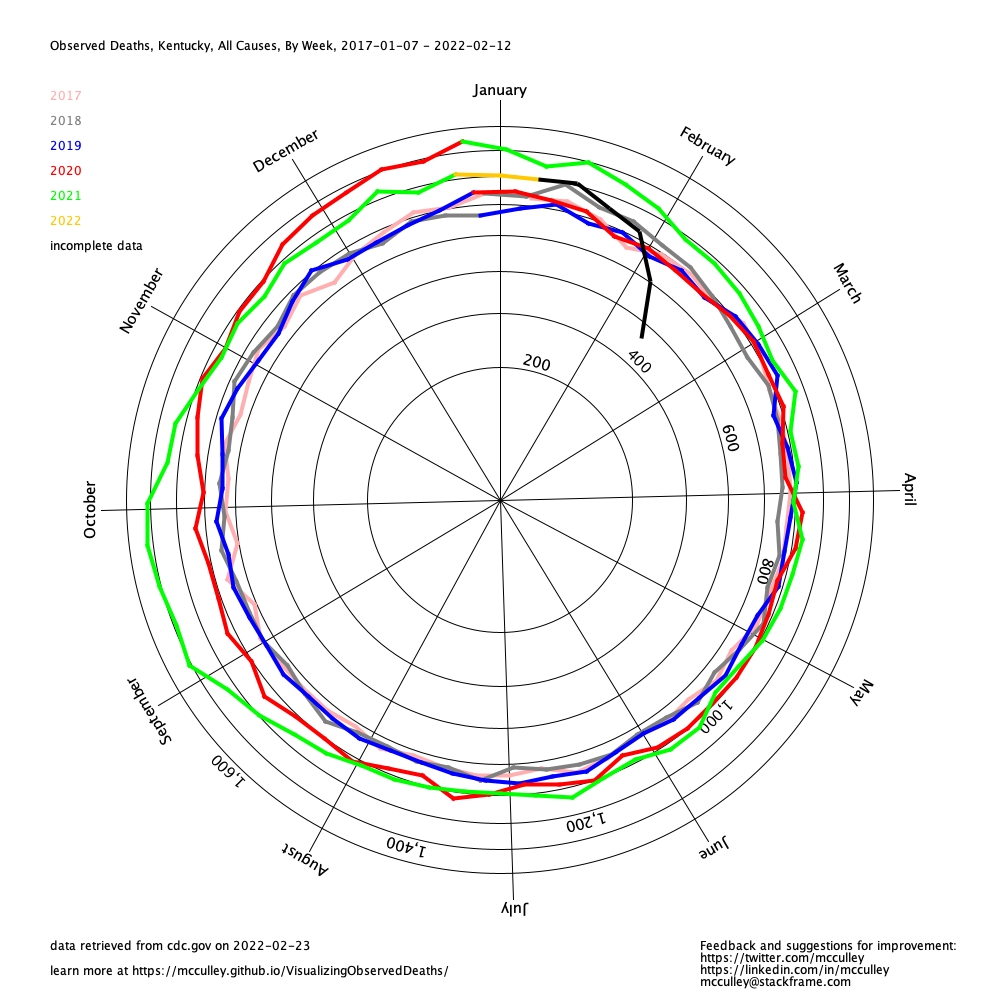 Observed Deaths, Kentucky, All Causes, By Week, 2017-01-07 - 2022-02-12
2017
2018
2019
2020
2021
2022
incomplete data
January
February
March
April
May
June
July
August
September
October
November
December
200
400
600
800
1,000
1,200
1,400
1,600
data retrieved from cdc.gov on 2022-02-23
learn more at https://mcculley.github.io/VisualizingObservedDeaths/
Feedback and suggestions for improvement:
https://twitter.com/mcculley
https://linkedin.com/in/mcculley
mcculley@stackframe.com